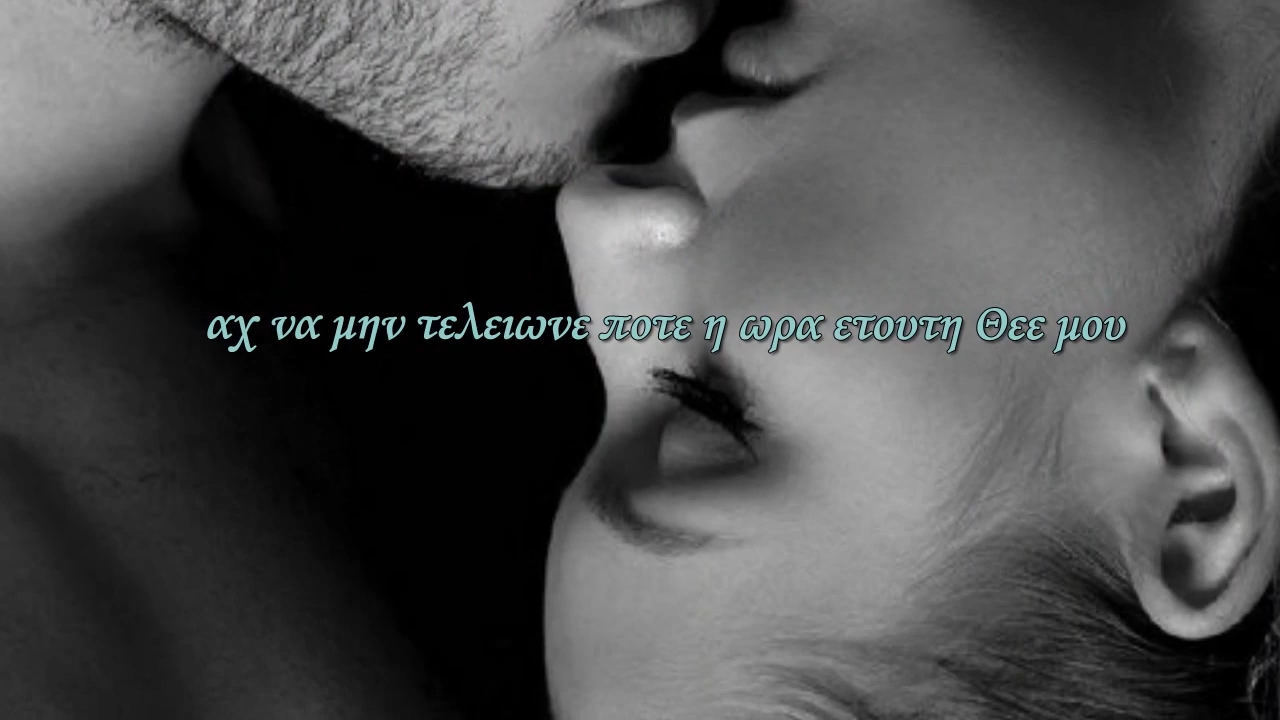 αχ να μην τελειωνε ποτε η ωρα ετουτη Θεε μου